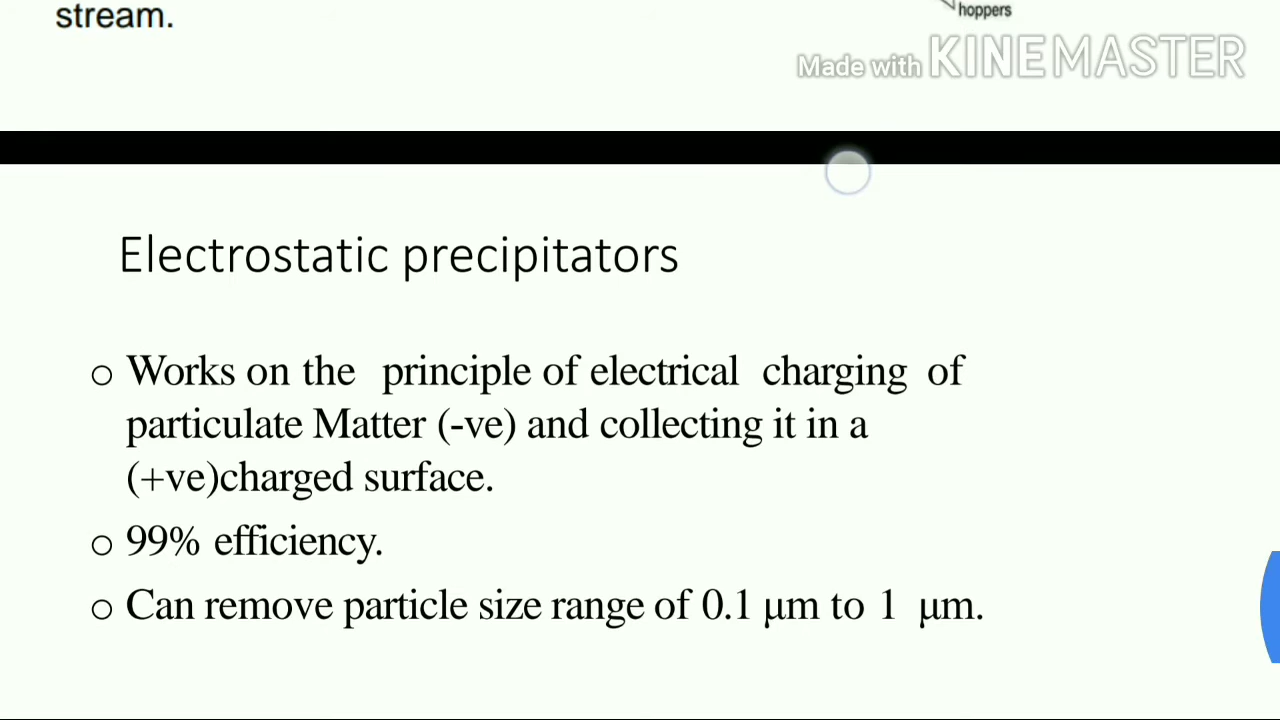 stream.
hoppers
Made with KINEMASTER
Electrostatic precipitators
○ Works on the principle of electrical charging of
particulate Matter (-ve) and collecting it in a
(+ve)charged surface.
○ 99% efficiency.
○ Can remove particle size range of 0.1 μm to 1 μm.